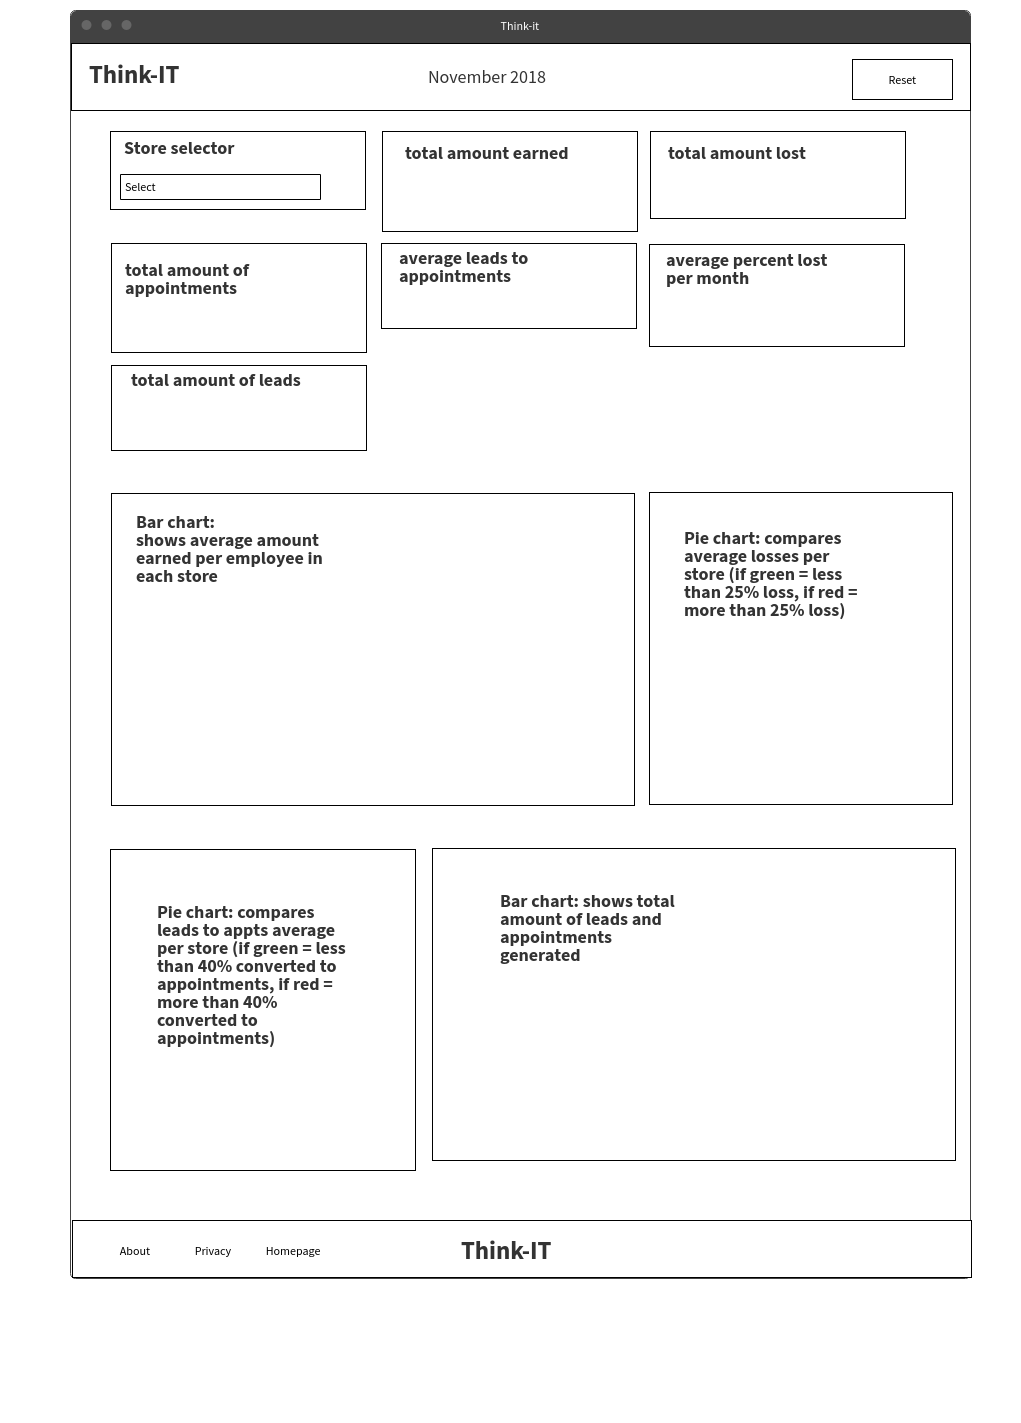 Think-it
Think-IT
November 2018
Reset
Store selector
Select
total amount earned
total amount lost
total amount of
appointments
average leads to
appointments
average percent lost
per month
total amount of leads
Bar chart:
shows average amount
earned per employee in
each store
Pie chart: compares
average losses per
store (if green = less
than 25% loss, if red =
more than 25% loss)
Pie chart: compares
leads to appts average
per store (if green = less
than 40% converted to
appointments, if red =
more than 40%
converted to
appointments)
Bar chart: shows total
amount of leads and
appointments
generated
About
Privacy
Homepage
Think-IT